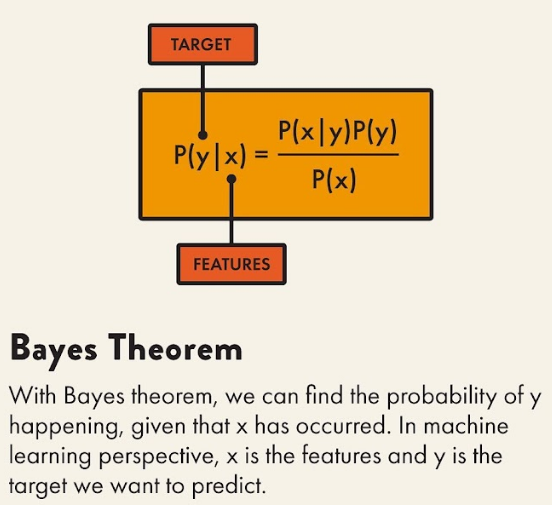 TARGET
P(y|x) = P(x|y)P(y)
P(x)
FEATURES
Bayes Theorem
With Bayes theorem, we can find the probability of y
happening, given that x has occurred. In machine
learning perspective, x is the features and y is the
target we want to predict.